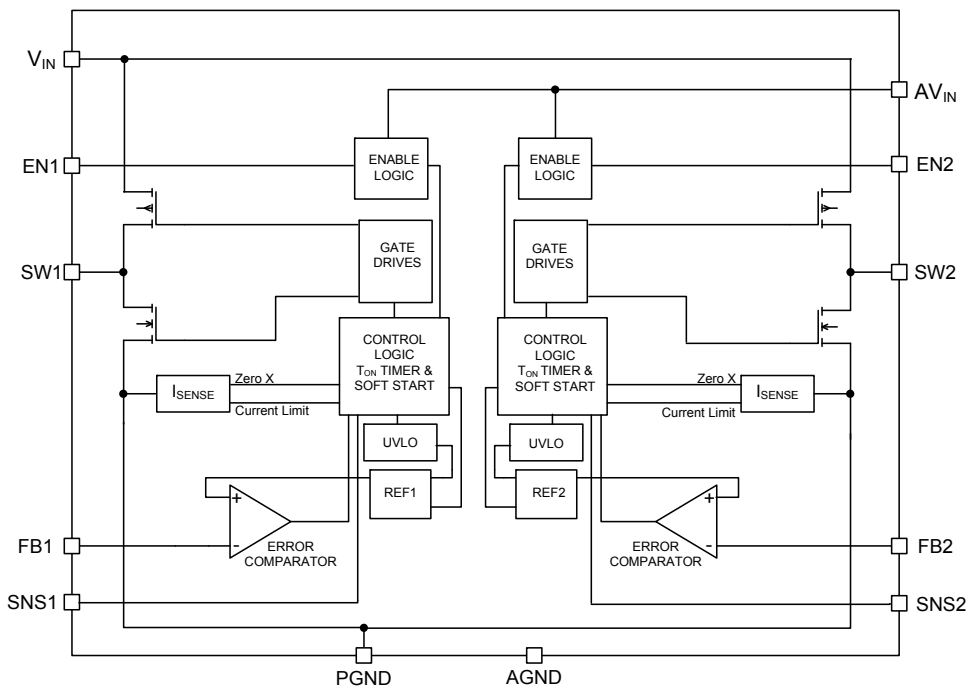 V_IN
AV_IN
EN1
ENABLE
LOGIC
ENABLE
LOGIC
EN2
SW1
GATE
DRIVES
GATE
DRIVES
SW2
CONTROL
LOGIC
T_ON TIMER &
SOFT START
CONTROL
LOGIC
T_ON TIMER &
SOFT START
I_SENSE
Zero X
Current Limit
Zero X
Current Limit
I_SENSE
UVLO
UVLO
REF1
REF2
+
-
ERROR
COMPARATOR
+
-
ERROR
COMPARATOR
FB1
FB2
SNS1
SNS2
PGND
AGND